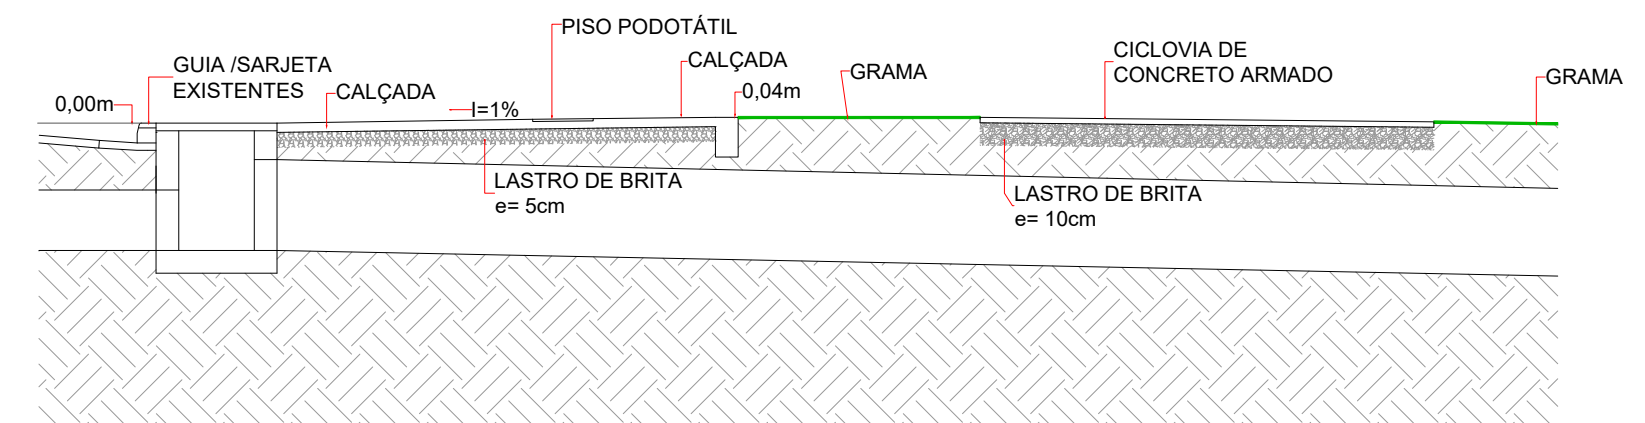 PISO PODOTÁTIL
GUIA /SARJETA
EXISTENTES
0,00m
CALÇADA
I=1%
CALÇADA
0,04m
GRAMA
CICLOVIA DE
CONCRETO ARMADO
GRAMA
LASTRO DE BRITA
e= 5cm
LASTRO DE BRITA
e= 10cm